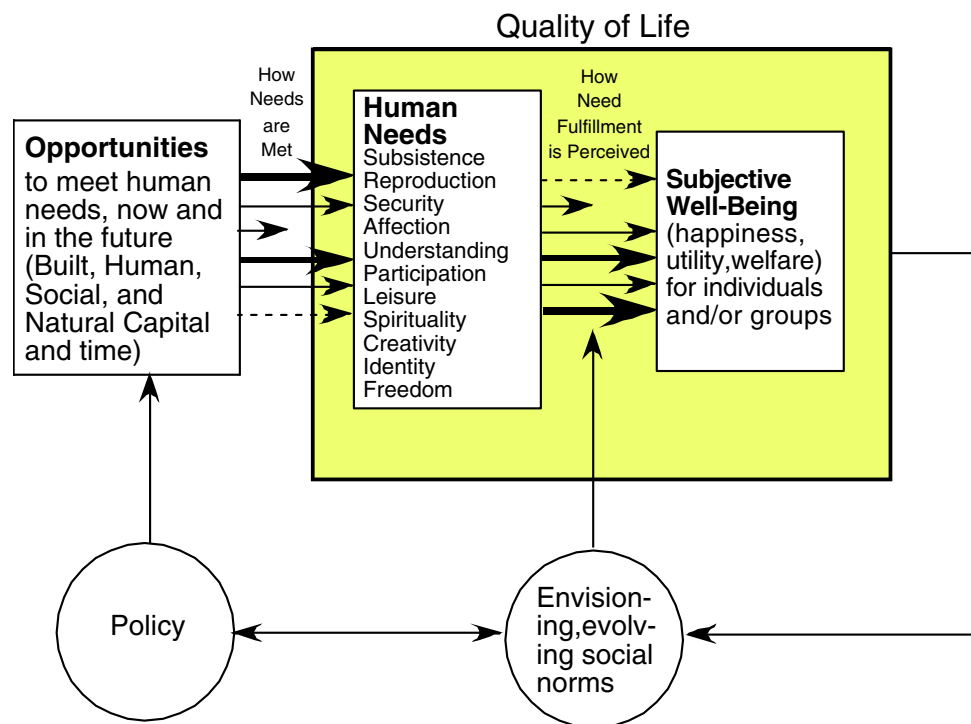 Quality of Life
How
Needs
are
Met
Opportunities
to meet human
needs, now and
in the future
(Built, Human,
Social, and
Natural Capital
and time)
Human
Needs
Subsistence
Reproduction
Security
Affection
Understanding
Participation
Leisure
Spirituality
Creativity
Identity
Freedom
How
Need
Fulfillment
is Perceived
Subjective
Well-Being
(happiness,
utility,welfare)
for individuals
and/or groups
Policy
Envision-
ing,evolv-
ing social
norms